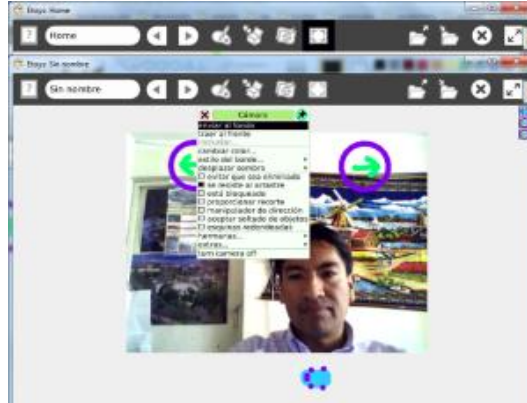 Etoys Home
Home
Etoys Sin nombre
Sin nombre
Cámara
enviar al fondo
traer al frente
cambiar color...
estilo del borde...
desplazar sombra
evitar que sea eliminado
se resiste al arrastre
está bloqueado
proporcionar recorte
manipulador de dirección
aceptar soltado de objetos
esquinas redondeadas
extras...
turn camera off